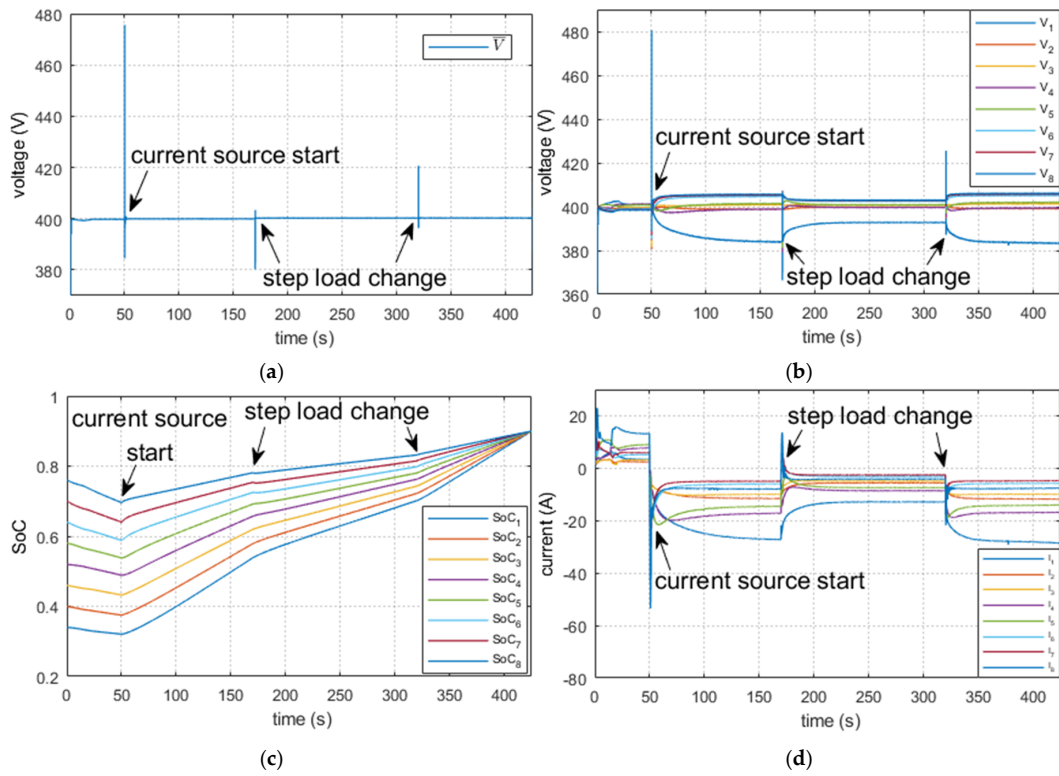 480
460
440
420
400
380
voltage (V)
0 50 100 150 200 250 300 350 400
time (s)
V
current source start
step load change
(a)
480
460
440
420
400
380
360
voltage (V)
0 50 100 150 200 250 300 350 400
time (s)
V1
V2
V3
V4
V5
V6
V7
V8
current source start
step load change
(b)
1
0.8
0.6
0.4
0.2
SoC
0 50 100 150 200 250 300 350 400
time (s)
current source
start
step load change
SoC1
SoC2
SoC3
SoC4
SoC5
SoC6
SoC7
SoC8
(c)
20
0
-20
-40
-60
-80
current (A)
0 50 100 150 200 250 300 350 400
time (s)
step load change
current source start
I1
I2
I3
I4
I5
I6
I7
I8
(d)